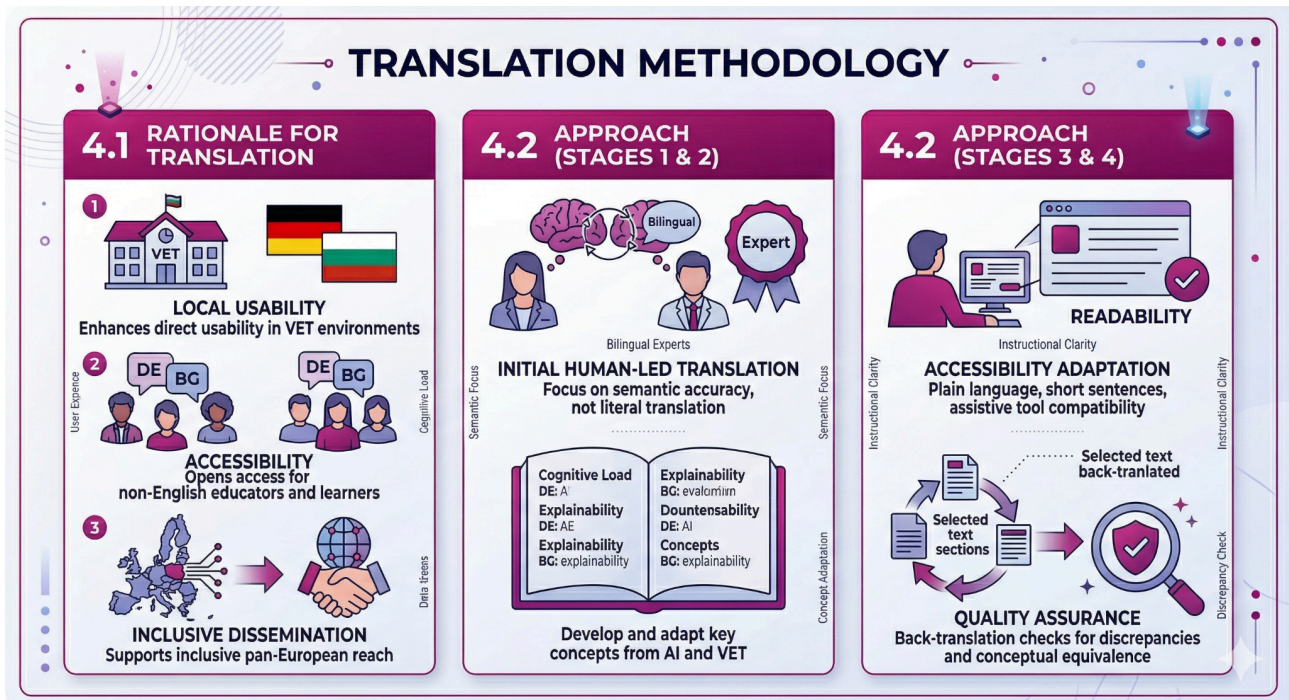 TRANSLATION METHODOLOGY
4.1 RATIONALE FOR
TRANSLATION
1
VET
LOCAL USABILITY
Enhances direct usability in VET environments
2
DE
BG
DE
BG
User Expence
Cegnilive Load
ACCESSIBILITY
Opens access for
non-English educators and learners
3
INCLUSIVE DISSEMINATION
Supports inclusive pan-European reach
4.2 APPROACH
(STAGES 1 & 2)
Bilingual
Expert
Bilingual Experts
INITIAL HUMAN-LED TRANSLATION
Focus on semantic accuracy,
not literal translation
Semantic Focus
Semantic Focus
Cognitive Load
DE:
Explainability
DE: AE
Explainability
BG: explainability
Explainability
BG:
Dountensability
DE: AI
Concepts
BG: explainability
Concept Adaptation
Develop and adapt key
concepts from AI and VET
4.2 APPROACH
(STAGES 3 & 4)
READABILITY
Instructional Clarity
ACCESSIBILITY ADAPTATION
Plain language, short sentences,
assistive tool compatibility
Instructional Clarity
Instructional Clarity
Selected text
back-tranlated
Selected
text
sections
Discrepancy Check
QUALITY ASSURANCE
Back-translation checks for discrepancies
and conceptual equivalence